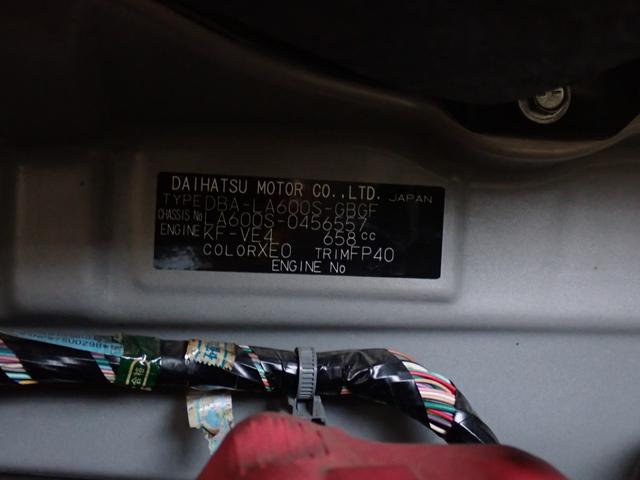 DAIHATSU MOTOR CO.,LTD. JAPAN
TYPE DBA-LA600S-GBGF
CHASSIS No LA600S-0456557
ENGINE KF-VE4 658cc
COLOR XE0 TRIM FP40
ENGINE No